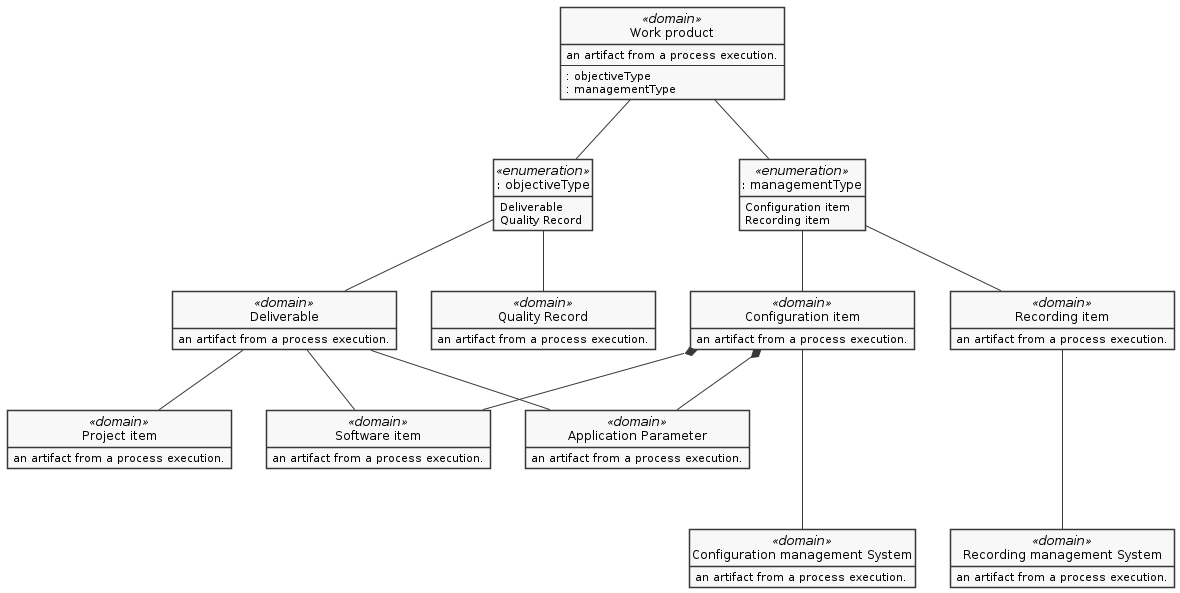 «domain»
Work product
an artifact from a process execution.
: objectiveType
: managementType
«enumeration»
: objectiveType
Deliverable
Quality Record
«enumeration»
: managementType
Configuration item
Recording item
«domain»
Deliverable
an artifact from a process execution.
«domain»
Quality Record
an artifact from a process execution.
«domain»
Configuration item
an artifact from a process execution.
«domain»
Recording item
an artifact from a process execution.
«domain»
Project item
an artifact from a process execution.
«domain»
Software item
an artifact from a process execution.
«domain»
Application Parameter
an artifact from a process execution.
«domain»
Configuration management System
an artifact from a process execution.
«domain»
Recording management System
an artifact from a process execution.